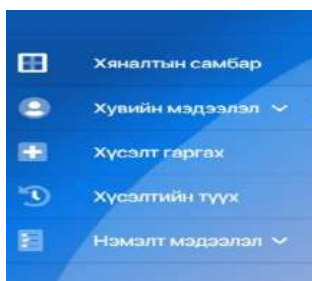 Хяналтын самбар
Хувийн мэдээлэл
Хүсэлт гаргах
Хүсэлтийн түүх
Нэмэлт мэдээлэл